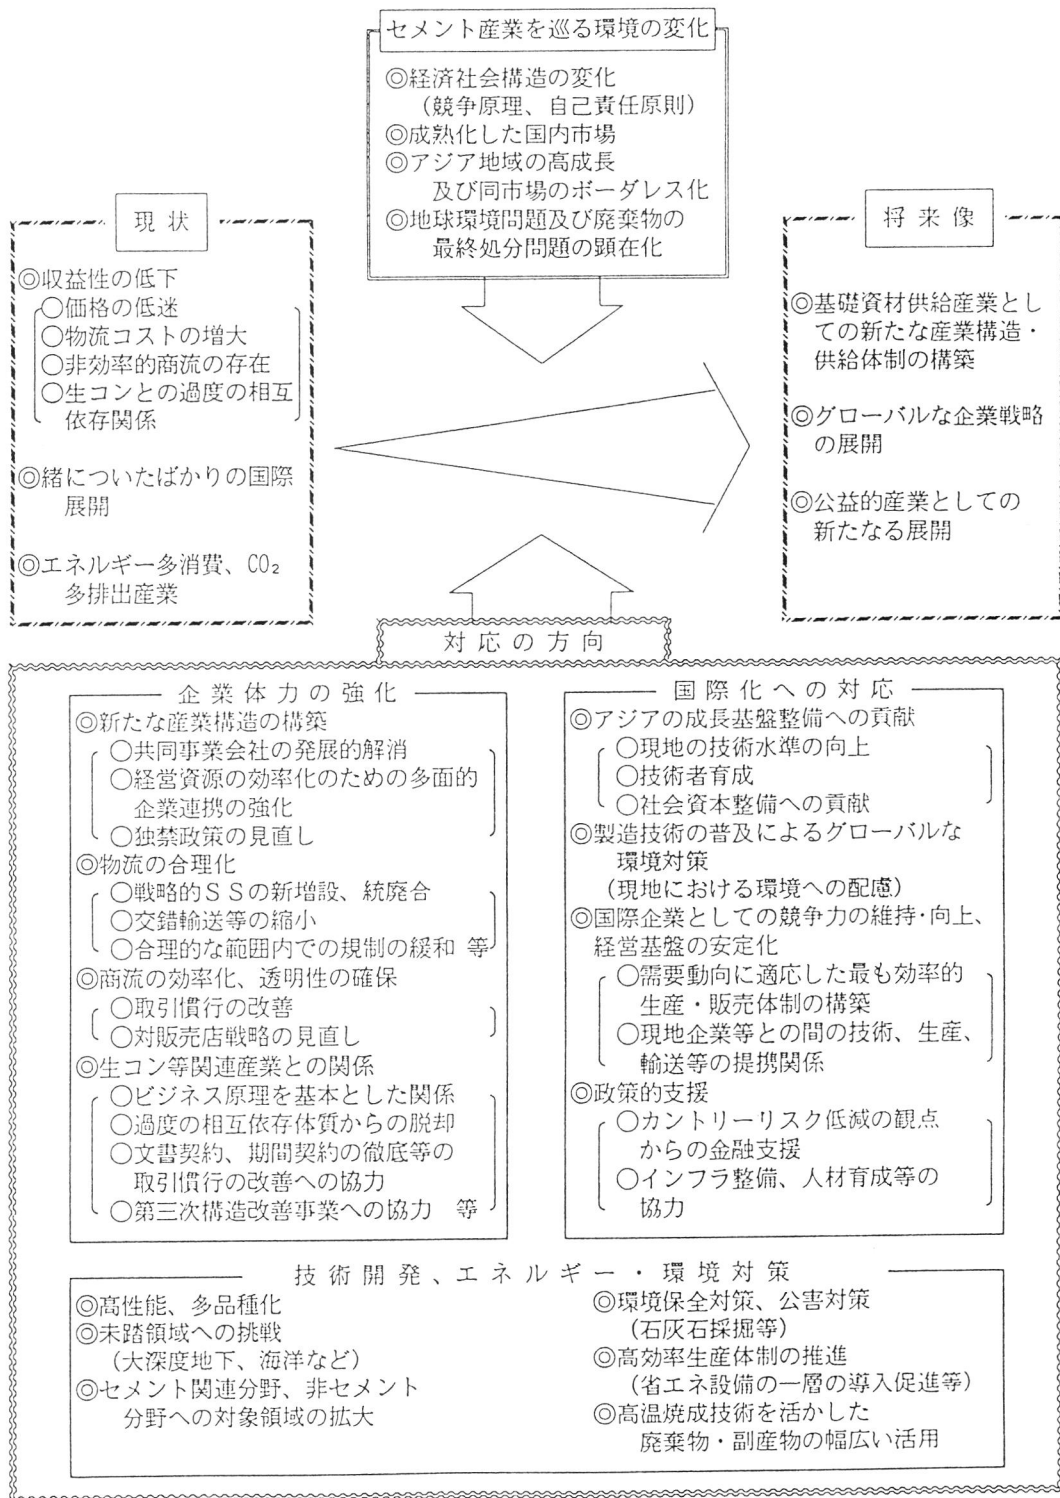 セメント産業を巡る環境の変化
◎経済社会構造の変化
(競争原理、自己責任原則)
◎成熟化した国内市場
◎アジア地域の高成長
及び同市場のボーダレス化
◎地球環境問題及び廃棄物の
最終処分問題の顕在化
現状
◎収益性の低下
○価格の低迷
○物流コストの増大
○非効率的商流の存在
○生コンとの過度の相互
依存関係
◎緒についたばかりの国際
展開
◎エネルギー多消費、CO₂
多排出産業
将来像
◎基礎資材供給産業とし
ての新たな産業構造・
供給体制の構築
◎グローバルな企業戦略
の展開
◎公益的産業としての
新たなる展開
対応の方向
企業体力の強化
◎新たな産業構造の構築
○共同事業会社の発展的解消
○経営資源の効率化のための多面的
企業連携の強化
○独禁政策の見直し
◎物流の合理化
○戦略的SSの新増設、統廃合
○交錯輸送等の縮小
○合理的な範囲内での規制の緩和 等
◎商流の効率化、透明性の確保
○取引慣行の改善
○対販売店戦略の見直し
◎生コン等関連産業との関係
○ビジネス原理を基本とした関係
○過度の相互依存体質からの脱却
○文書契約、期間契約の徹底等の
取引慣行の改善への協力
○第三次構造改善事業への協力 等
国際化への対応
◎アジアの成長基盤整備への貢献
○現地の技術水準の向上
○技術者育成
○社会資本整備への貢献
◎製造技術の普及によるグローバルな
環境対策
(現地における環境への配慮)
◎国際企業としての競争力の維持・向上、
経営基盤の安定化
○需要動向に適応した最も効率的
生産・販売体制の構築
○現地企業等との間の技術、生産、
輸送等の提携関係
◎政策的支援
○カントリーリスク低減の観点
からの金融支援
○インフラ整備、人材育成等の
協力
技術開発、エネルギー・環境対策
◎高性能、多品種化
◎未踏領域への挑戦
(大深度地下、海洋など)
◎セメント関連分野、非セメント
分野への対象領域の拡大
◎環境保全対策、公害対策
(石灰石採掘等)
◎高効率生産体制の推進
(省エネ設備の一層の導入促進等)
◎高温焼成技術を活かした
廃棄物・副産物の幅広い活用